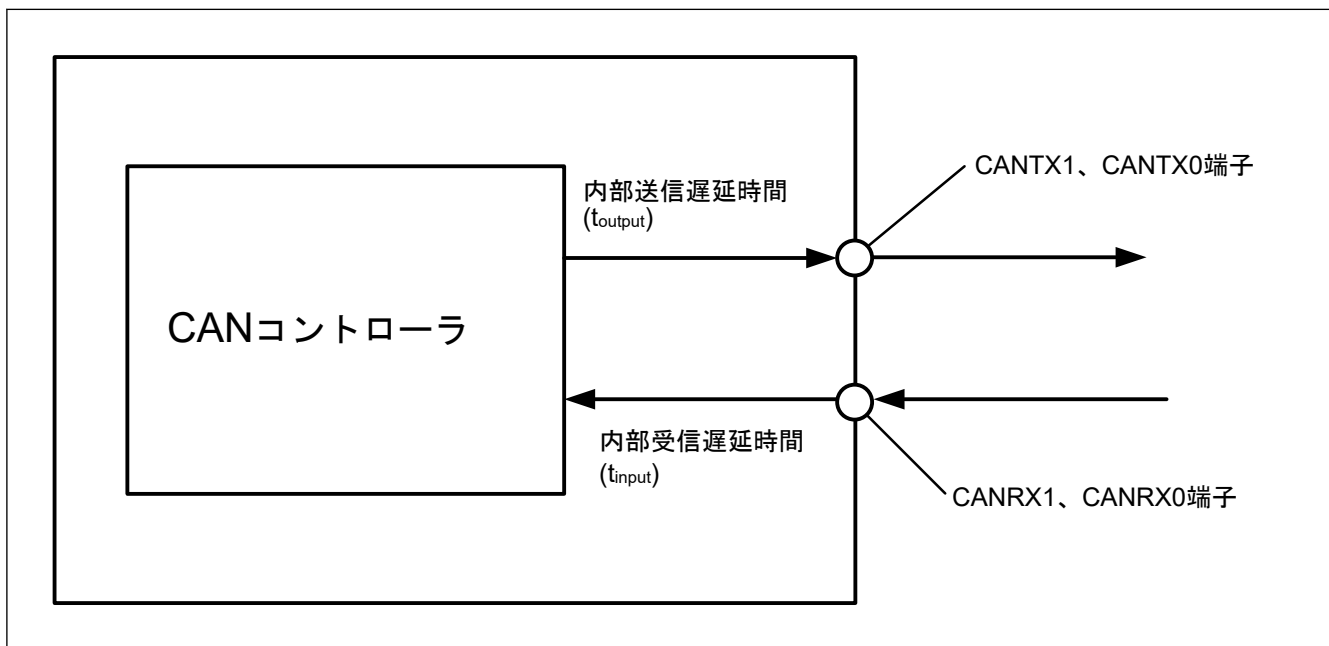 CANTX1、CANTX0端子
内部送信遅延時間
(toutput)
CANコントローラ
内部受信遅延時間
(tinput)
CANRX1、CANRX0端子